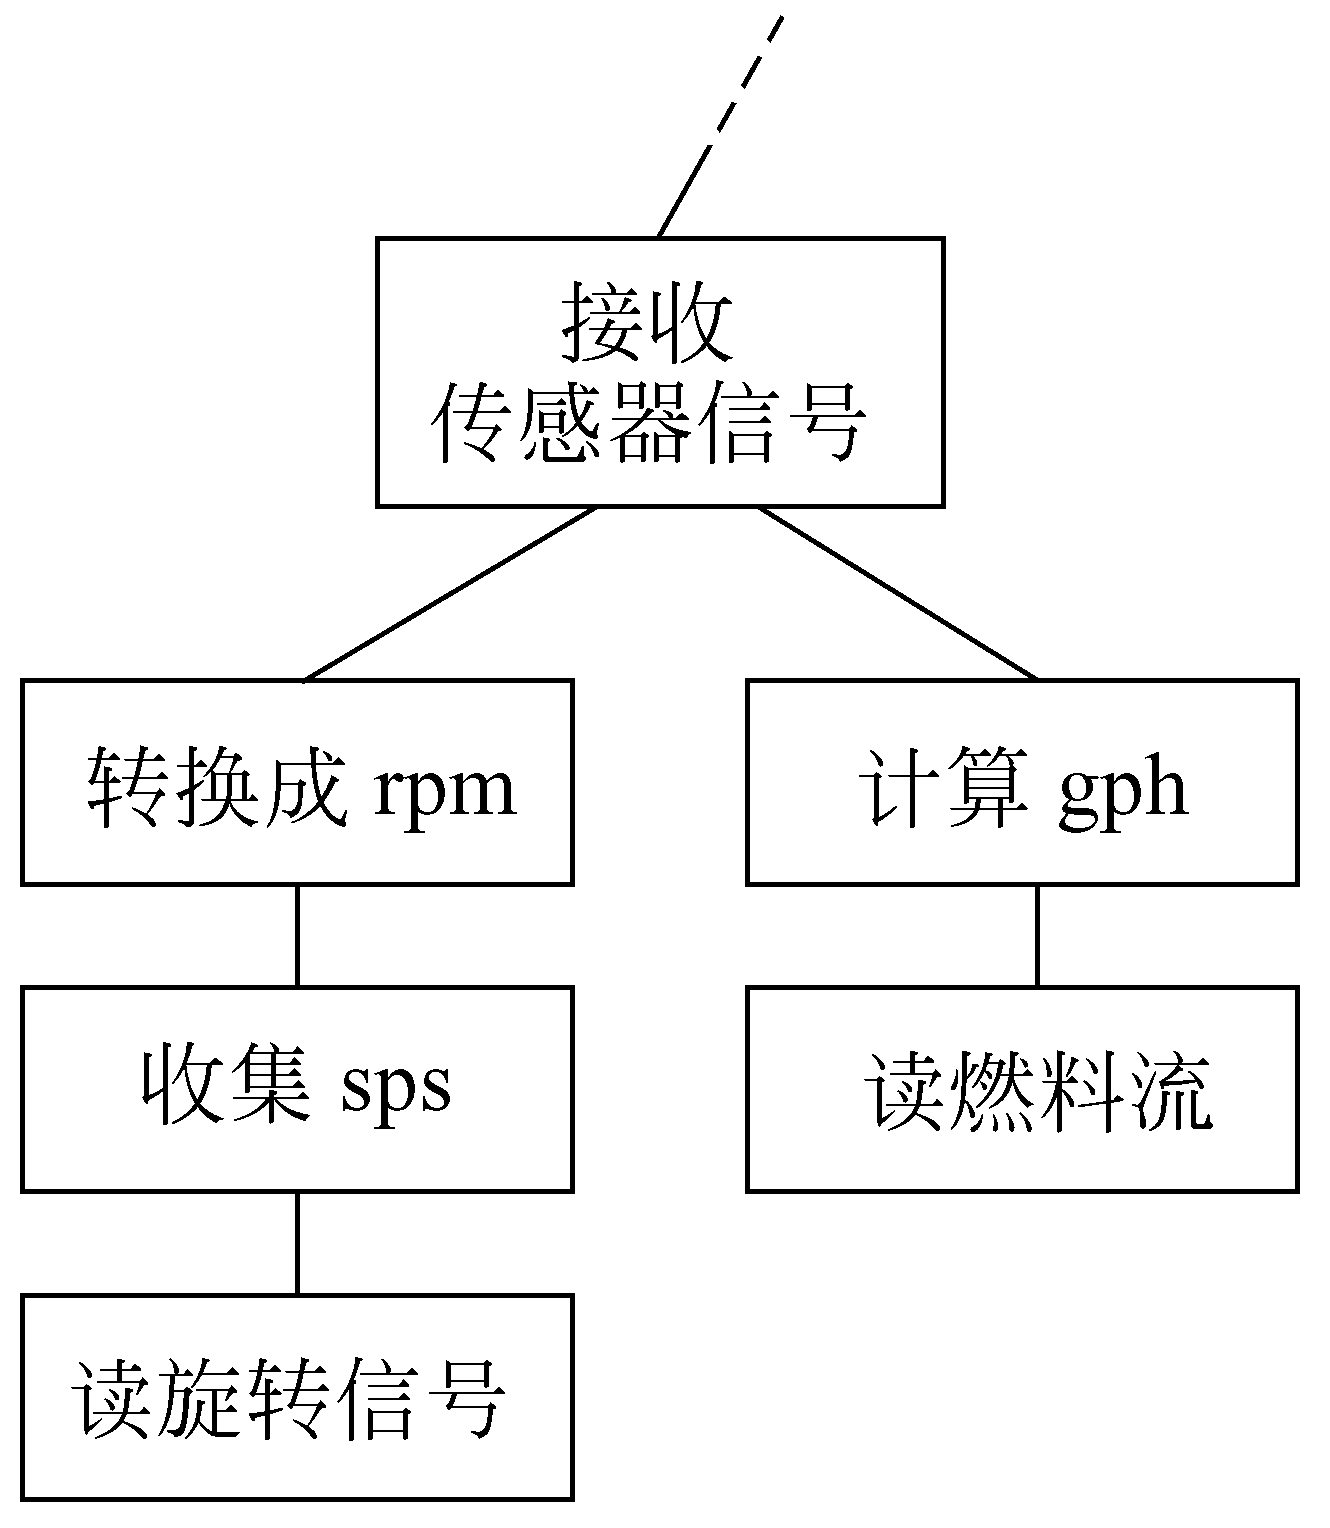 接收
传感器信号
转换成 rpm
计算 gph
收集 sps
读燃料流
读旋转信号